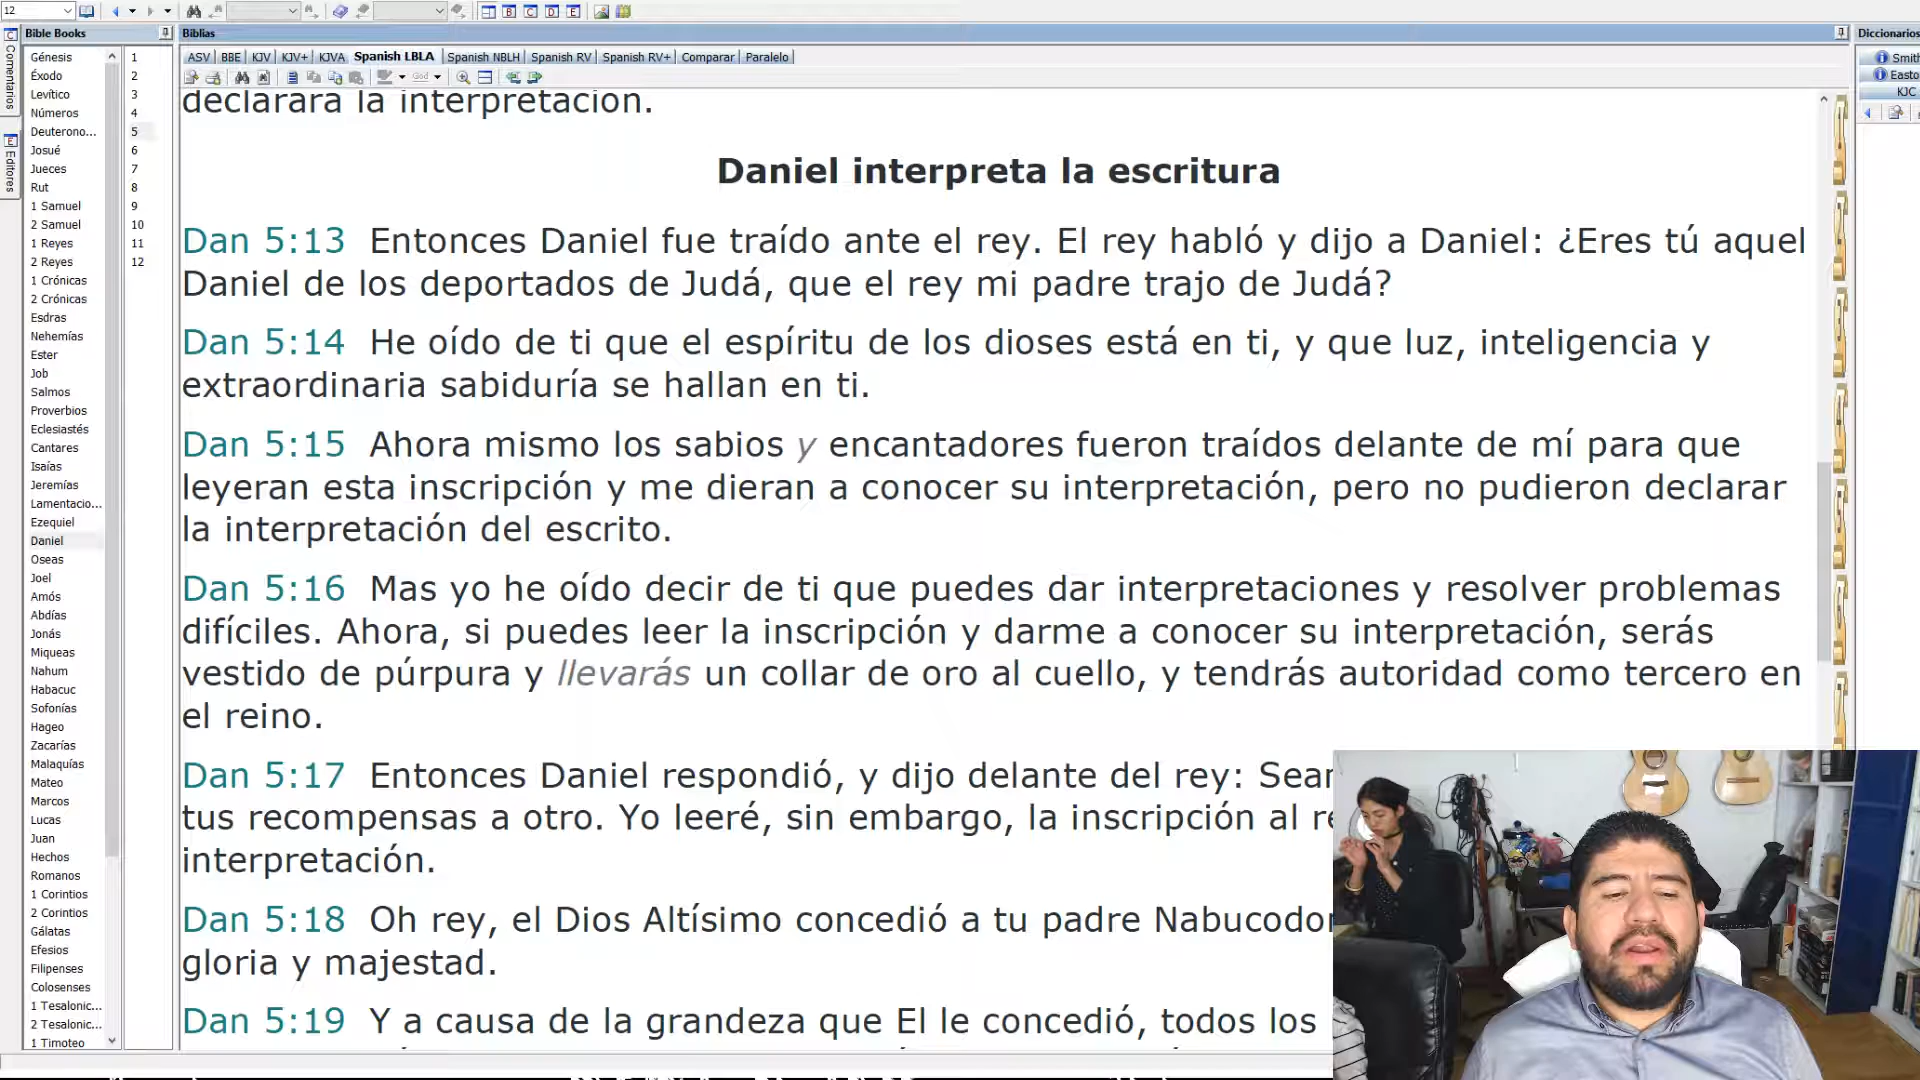 12
B C D E
Bible Books
Biblias
Diccionarios
Comentarios
Editores
ASV BBE KJV KJV+ KJVA Spanish LBLA Spanish NBLH Spanish RV Spanish RV+ Comparar Paralelo
Smith
Easto
KJC
Génesis
Éxodo
Levítico
Números
Deuterono...
Josué
Jueces
Rut
1 Samuel
2 Samuel
1 Reyes
2 Reyes
1 Crónicas
2 Crónicas
Esdras
Nehemías
Ester
Job
Salmos
Proverbios
Eclesiastés
Cantares
Isaías
Jeremías
Lamentacio...
Ezequiel
Daniel
Oseas
Joel
Amós
Abdías
Jonás
Miqueas
Nahum
Habacuc
Sofonías
Hageo
Zacarías
Malaquías
Mateo
Marcos
Lucas
Juan
Hechos
Romanos
1 Corintios
2 Corintios
Gálatas
Efesios
Filipenses
Colosenses
1 Tesalonic...
2 Tesalonic...
1 Timoteo
1
2
3
4
5
6
7
8
9
10
11
12
declarara la interpretación.
Daniel interpreta la escritura
Dan 5:13 Entonces Daniel fue traído ante el rey. El rey habló y dijo a Daniel: ¿Eres tú aquel
Daniel de los deportados de Judá, que el rey mi padre trajo de Judá?
Dan 5:14 He oído de ti que el espíritu de los dioses está en ti, y que luz, inteligencia y
extraordinaria sabiduría se hallan en ti.
Dan 5:15 Ahora mismo los sabios y encantadores fueron traídos delante de mí para que
leyeran esta inscripción y me dieran a conocer su interpretación, pero no pudieron declarar
la interpretación del escrito.
Dan 5:16 Mas yo he oído decir de ti que puedes dar interpretaciones y resolver problemas
difíciles. Ahora, si puedes leer la inscripción y darme a conocer su interpretación, serás
vestido de púrpura y llevarás un collar de oro al cuello, y tendrás autoridad como tercero en
el reino.
Dan 5:17 Entonces Daniel respondió, y dijo delante del rey: Sean
tus recompensas a otro. Yo leeré, sin embargo, la inscripción al re
interpretación.
Dan 5:18 Oh rey, el Dios Altísimo concedió a tu padre Nabucodon
gloria y majestad.
Dan 5:19 Y a causa de la grandeza que El le concedió, todos los